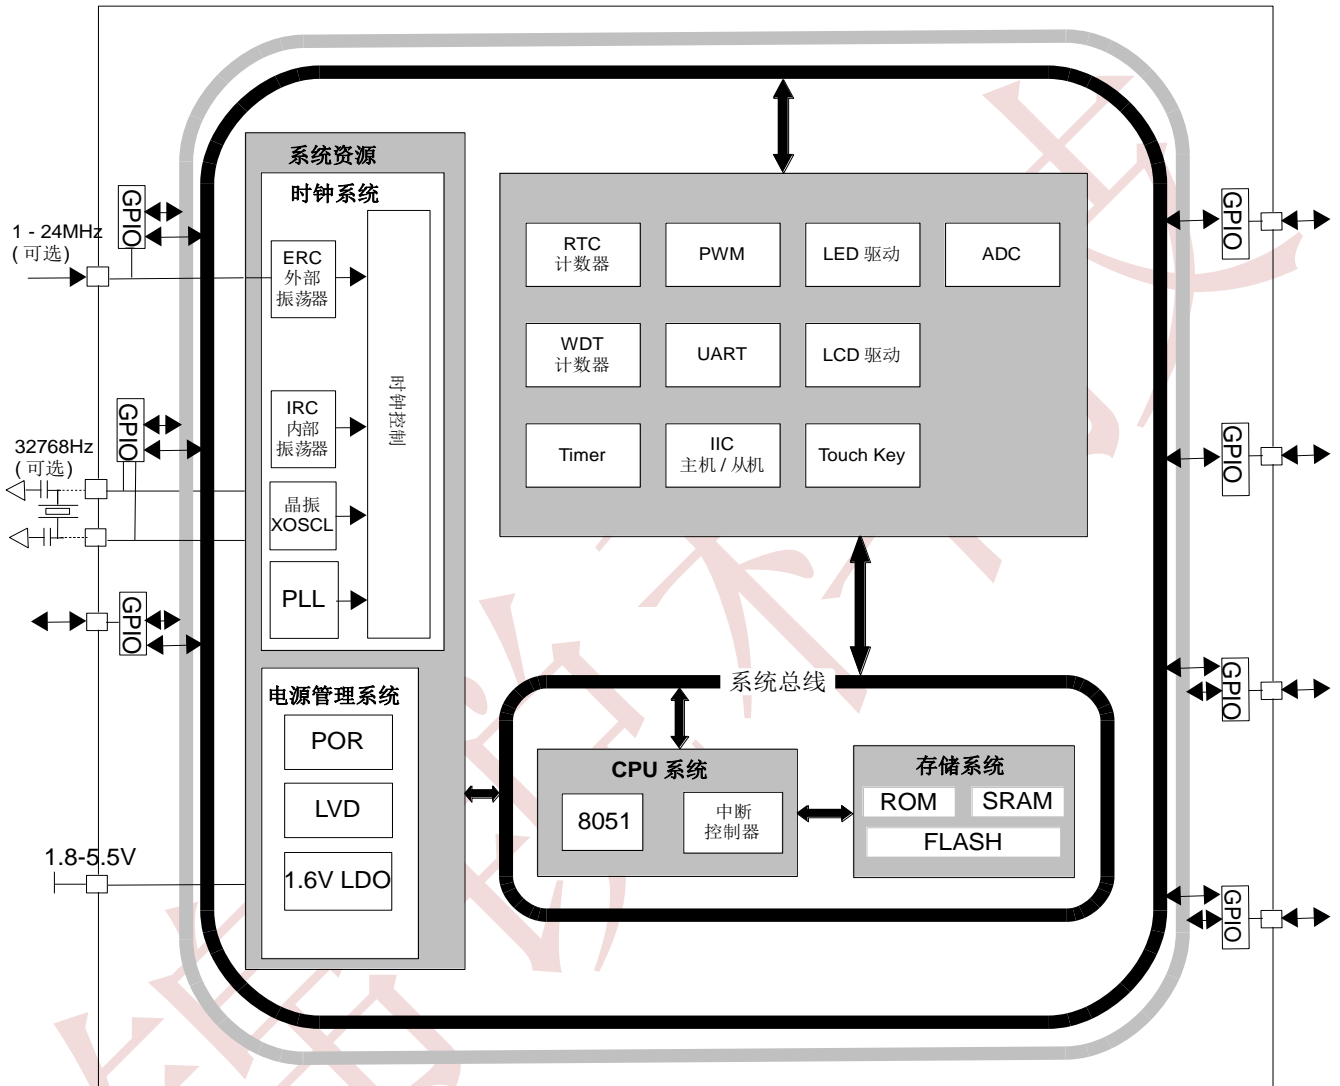 系统资源
时钟系统
GPIO
1 - 24MHz
(可选)
ERC
外部
振荡器
时钟控制
IRC
内部
振荡器
GPIO
32768Hz
(可选)
晶振
XOSCL
PLL
GPIO
电源管理系统
POR
LVD
1.6V LDO
1.8-5.5V
RTC
计数器
PWM
LED 驱动
ADC
WDT
计数器
UART
LCD 驱动
Timer
IIC
主机 / 从机
Touch Key
系统总线
CPU 系统
8051
中断
控制器
存储系统
ROM
SRAM
FLASH
GPIO
GPIO
GPIO
GPIO